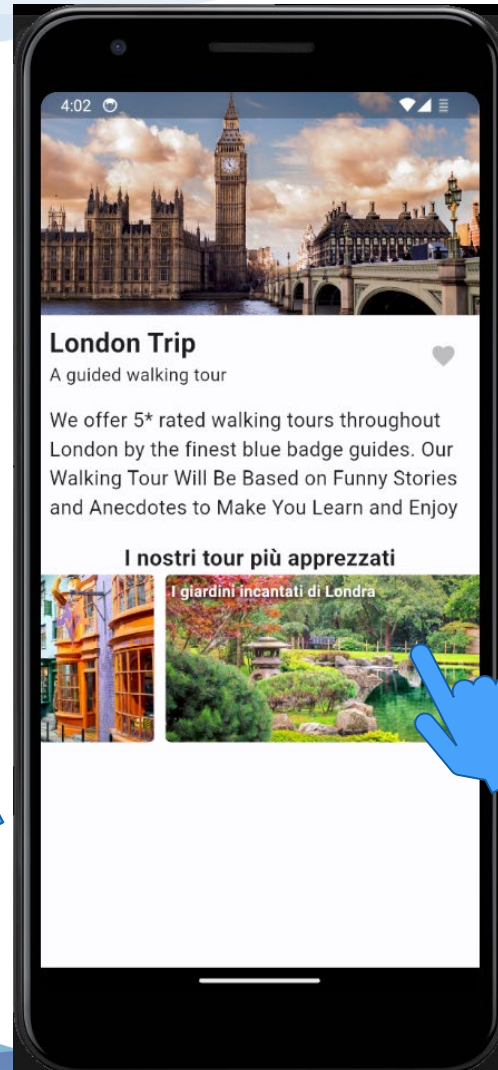 4:02
London Trip
A guided walking tour
We offer 5* rated walking tours throughout
London by the finest blue badge guides. Our
Walking Tour Will Be Based on Funny Stories
and Anecdotes to Make You Learn and Enjoy
I nostri tour più apprezzati
I giardini incantati di Londra